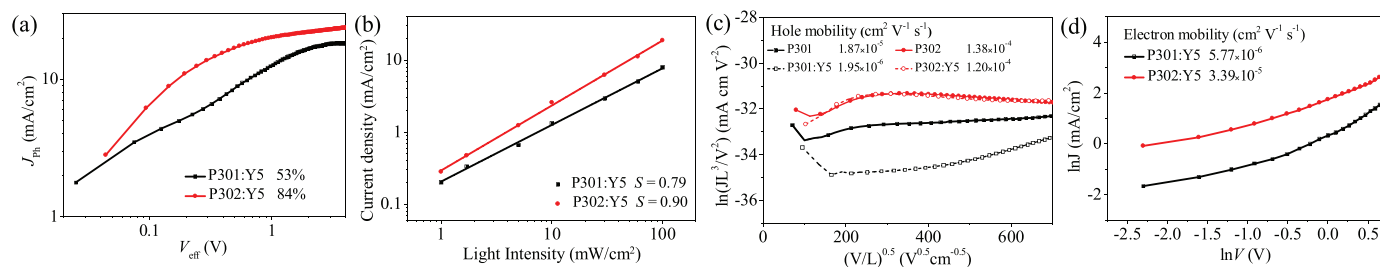 (a)
J_Ph (mA/cm²)
10
1
0.1
1
V_eff (V)
P301:Y5 53%
P302:Y5 84%
(b)
Current density (mA/cm²)
10
1
0.1
1
10
100
Light Intensity (mW/cm²)
P301:Y5 S = 0.79
P302:Y5 S = 0.90
(c)
ln(JL³/V²) (mA cm V⁻²)
-30
-32
-34
-36
0
200
400
600
(V/L)^0.5 (V^0.5cm^-0.5)
Hole mobility (cm² V⁻¹ s⁻¹)
P301 1.87×10⁻⁵ P302 1.38×10⁻⁴
P301:Y5 1.95×10⁻⁶ P302:Y5 1.20×10⁻⁴
(d)
lnJ (mA/cm²)
4
2
0
-2
-2.5 -2.0 -1.5 -1.0 -0.5 0.0 0.5
lnV (V)
Electron mobility (cm² V⁻¹ s⁻¹)
P301:Y5 5.77×10⁻⁶
P302:Y5 3.39×10⁻⁵